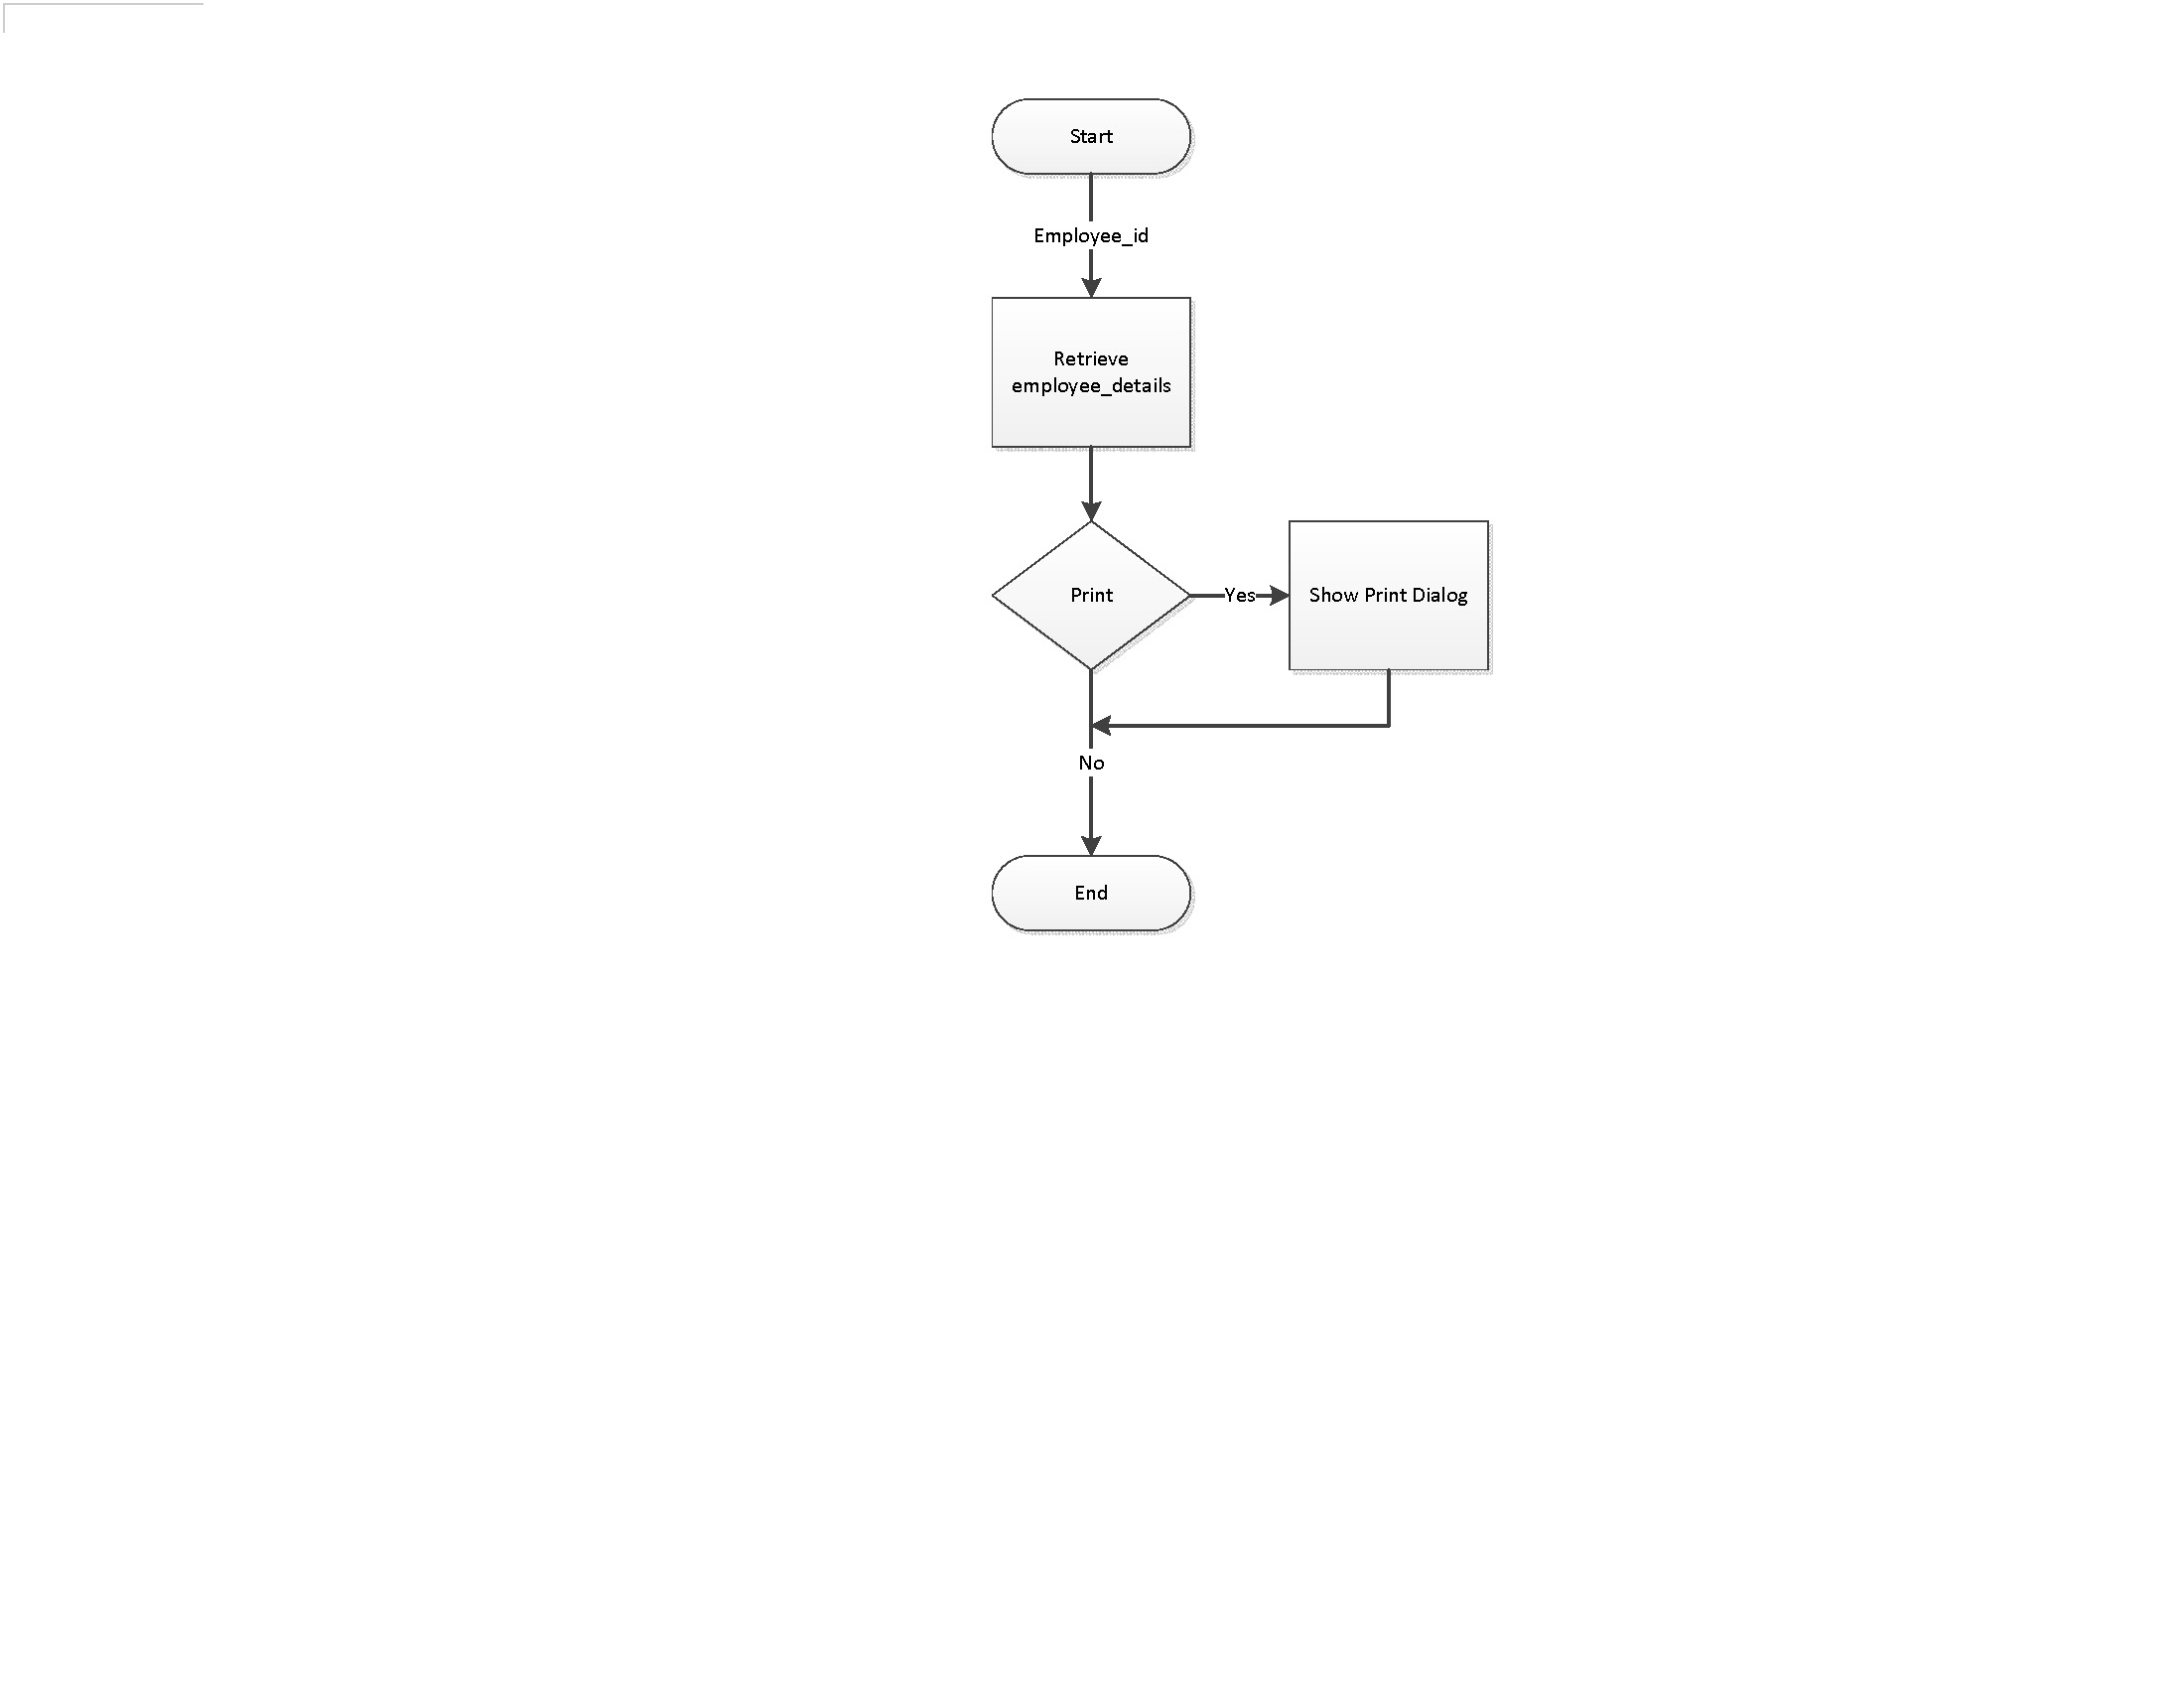 Start
Employee_id
Retrieve
employee_details
Print
Yes
Show Print Dialog
No
End